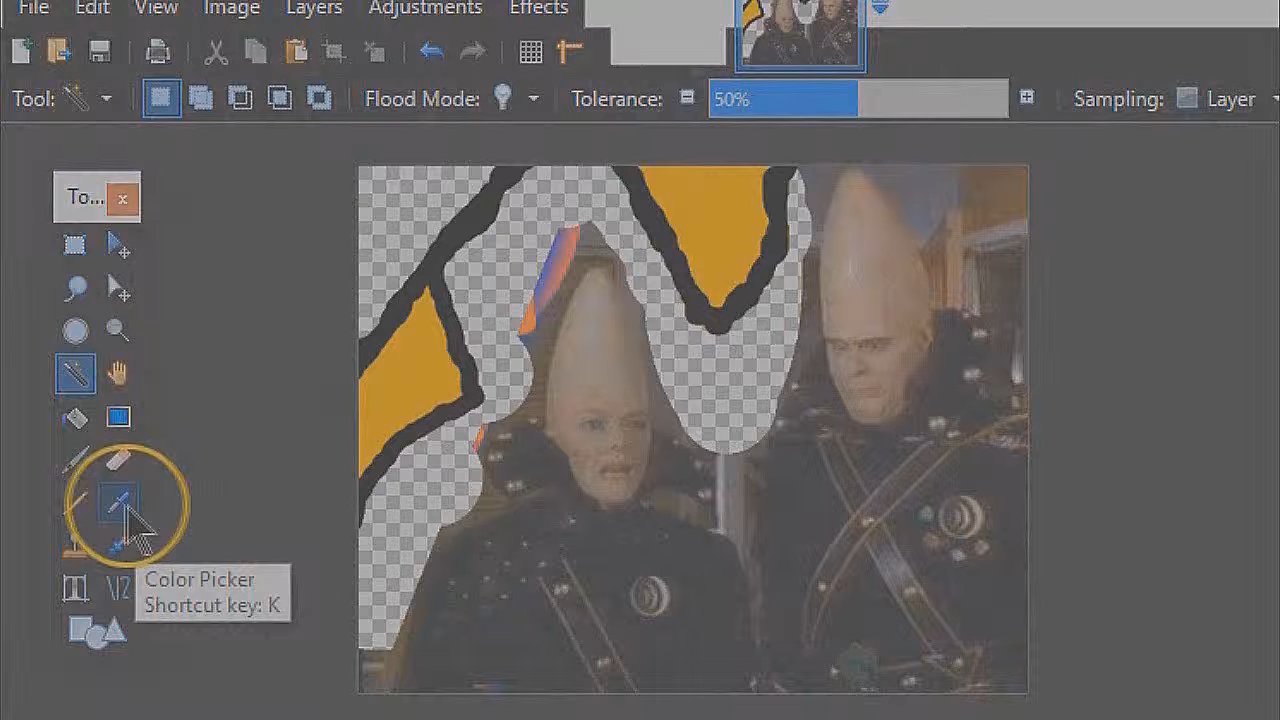 File Edit View Image Layers Adjustments Effects
Tool: Flood Mode: Tolerance: 50% Sampling: Layer
To... x
Color Picker
Shortcut key: K